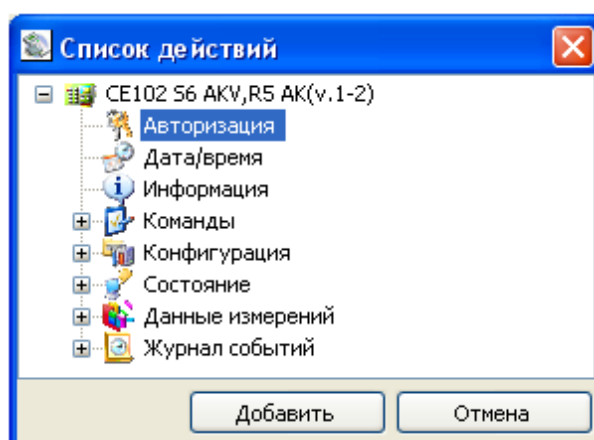 Список действий
CE102 S6 AKV,R5 AK(v.1-2)
Авторизация
Дата/время
Информация
Команды
Конфигурация
Состояние
Данные измерений
Журнал событий
Добавить Отмена